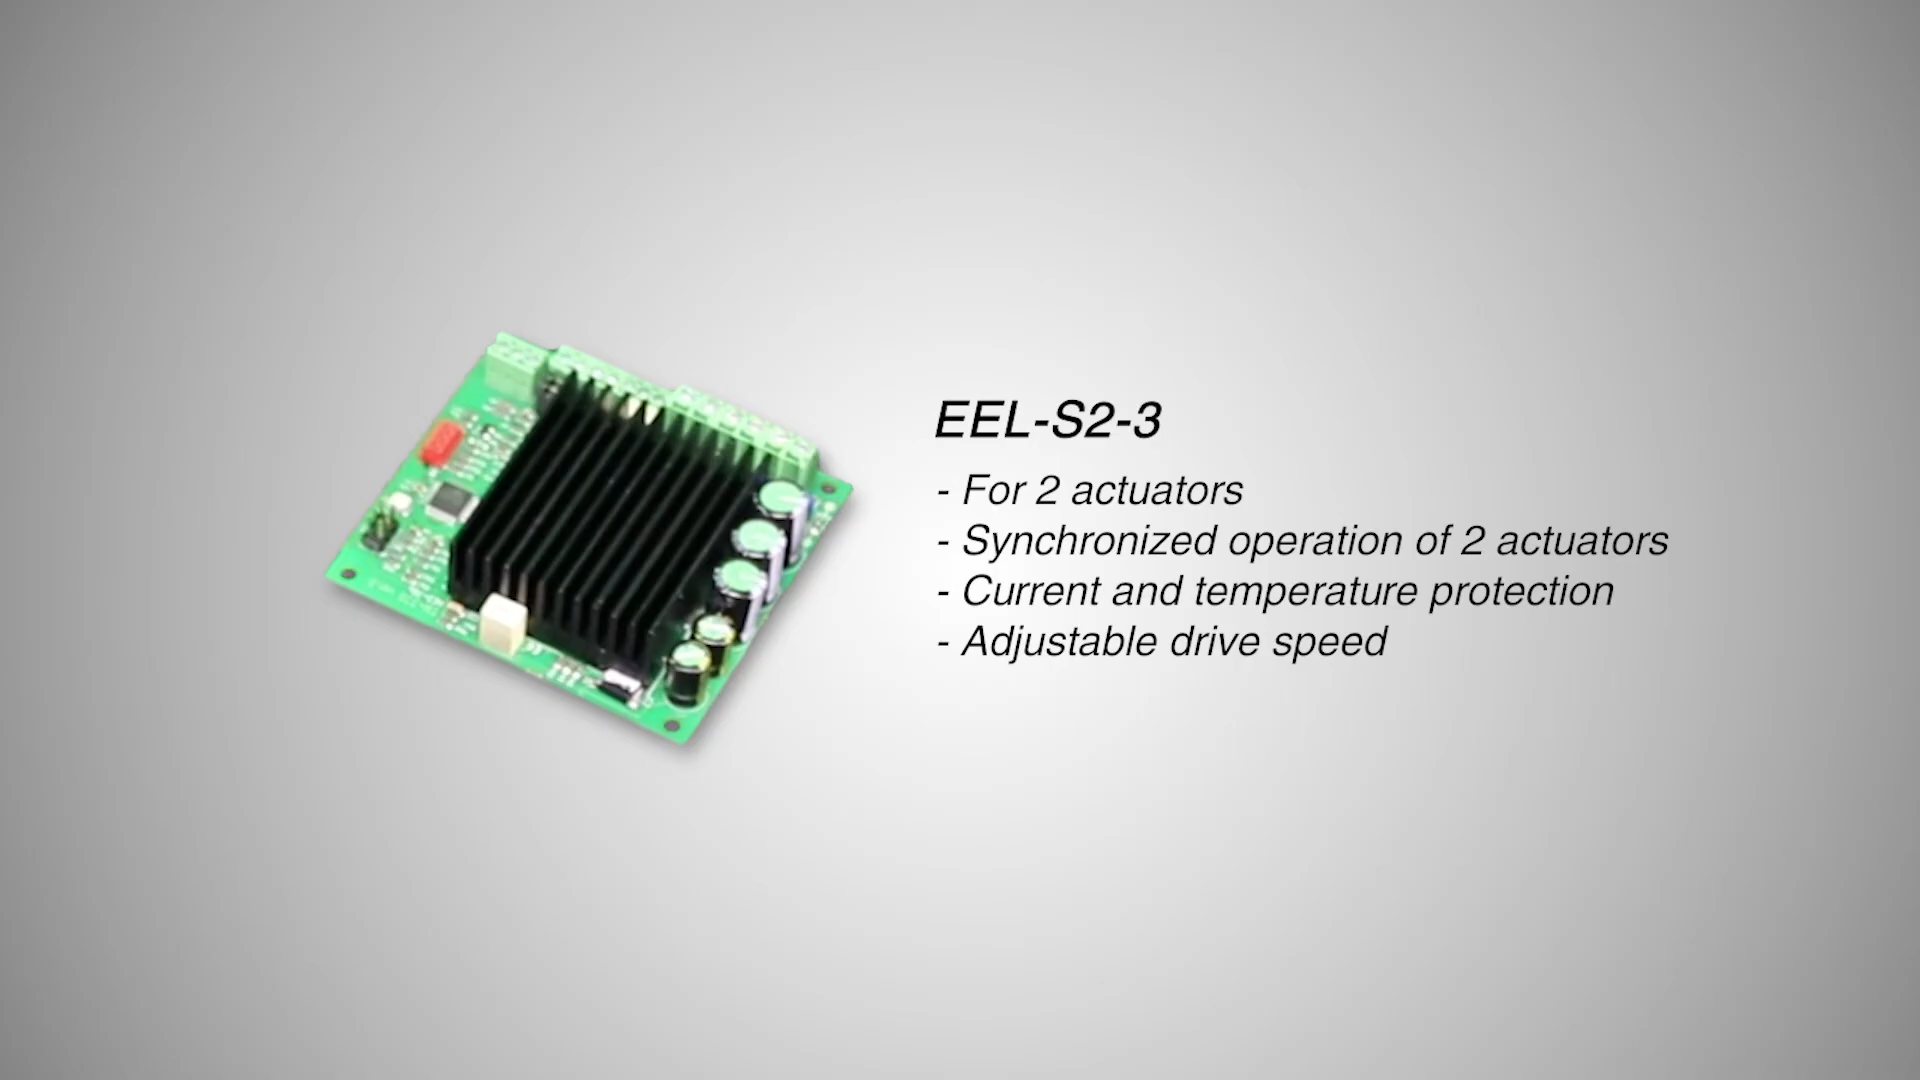 EEL-S2-3
- For 2 actuators
- Synchronized operation of 2 actuators
- Current and temperature protection
- Adjustable drive speed